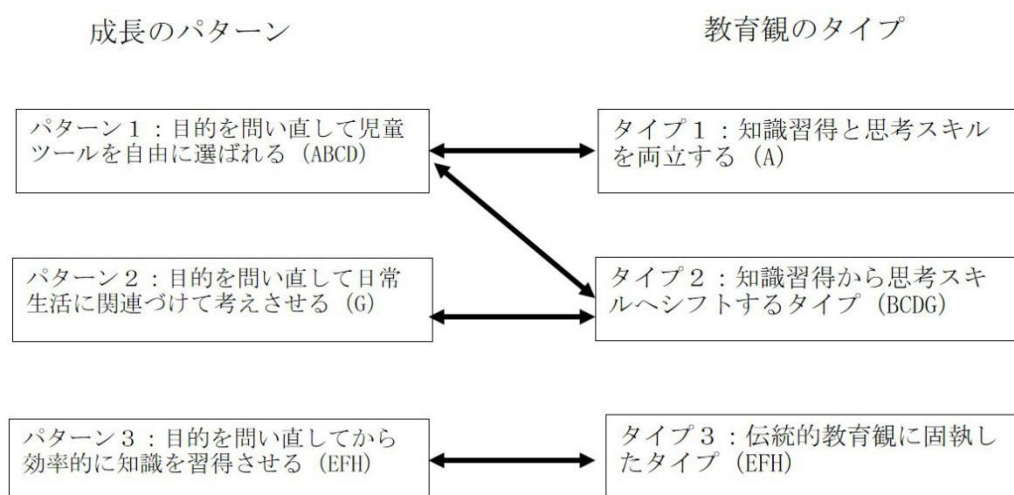 成長のパターン
教育観のタイプ
パターン１：目的を問い直して児童
ツールを自由に選ばれる (ABCD)
タイプ１：知識習得と思考スキル
を両立する (A)
パターン２：目的を問い直して日常
生活に関連づけて考えさせる (G)
タイプ２：知識習得から思考スキ
ルへシフトするタイプ (BCDG)
パターン３：目的を問い直してから
効率的に知識を習得させる (EFH)
タイプ３：伝統的教育観に固執し
たタイプ (EFH)